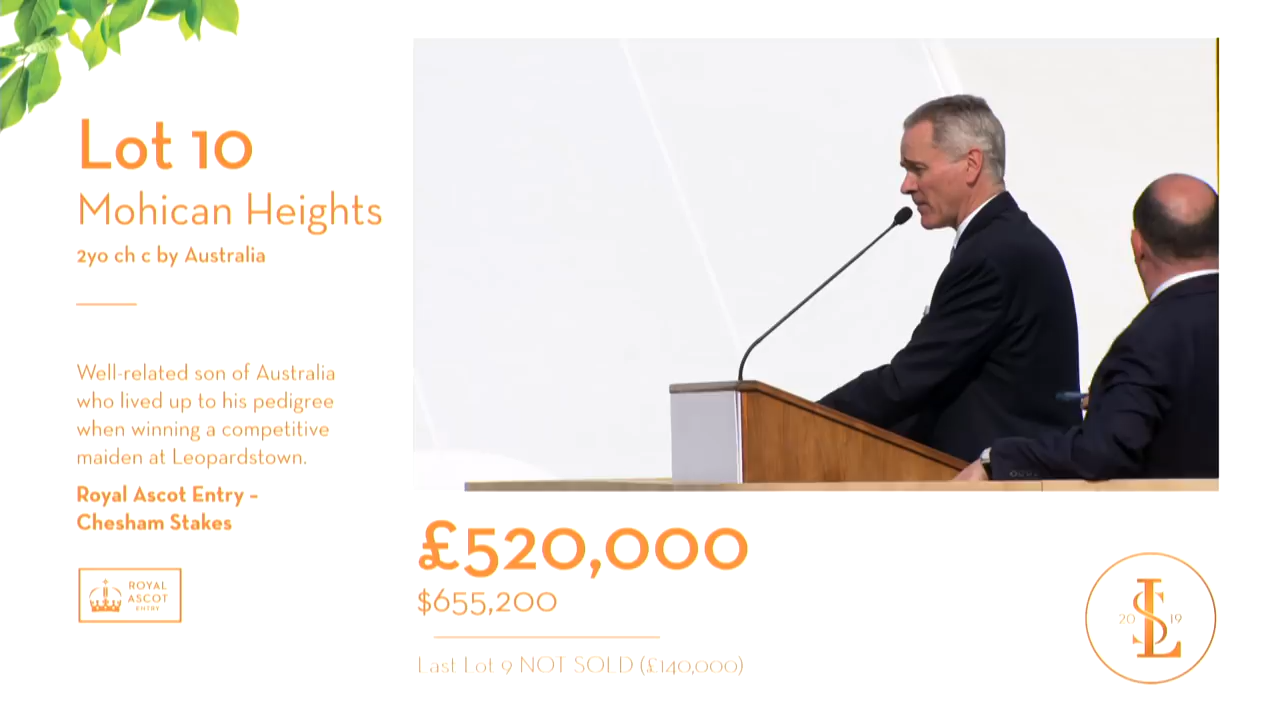 Lot 10
Mohican Heights
2yo ch c by Australia
Well-related son of Australia
who lived up to his pedigree
when winning a competitive
maiden at Leopardstown.
Royal Ascot Entry –
Chesham Stakes
ROYAL
ASCOT
ENTRY
£520,000
$655,200
Last Lot 9 NOT SOLD (£140,000)
20 SL 19